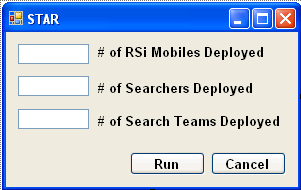 STAR
# of RSi Mobiles Deployed
# of Searchers Deployed
# of Search Teams Deployed
Run Cancel